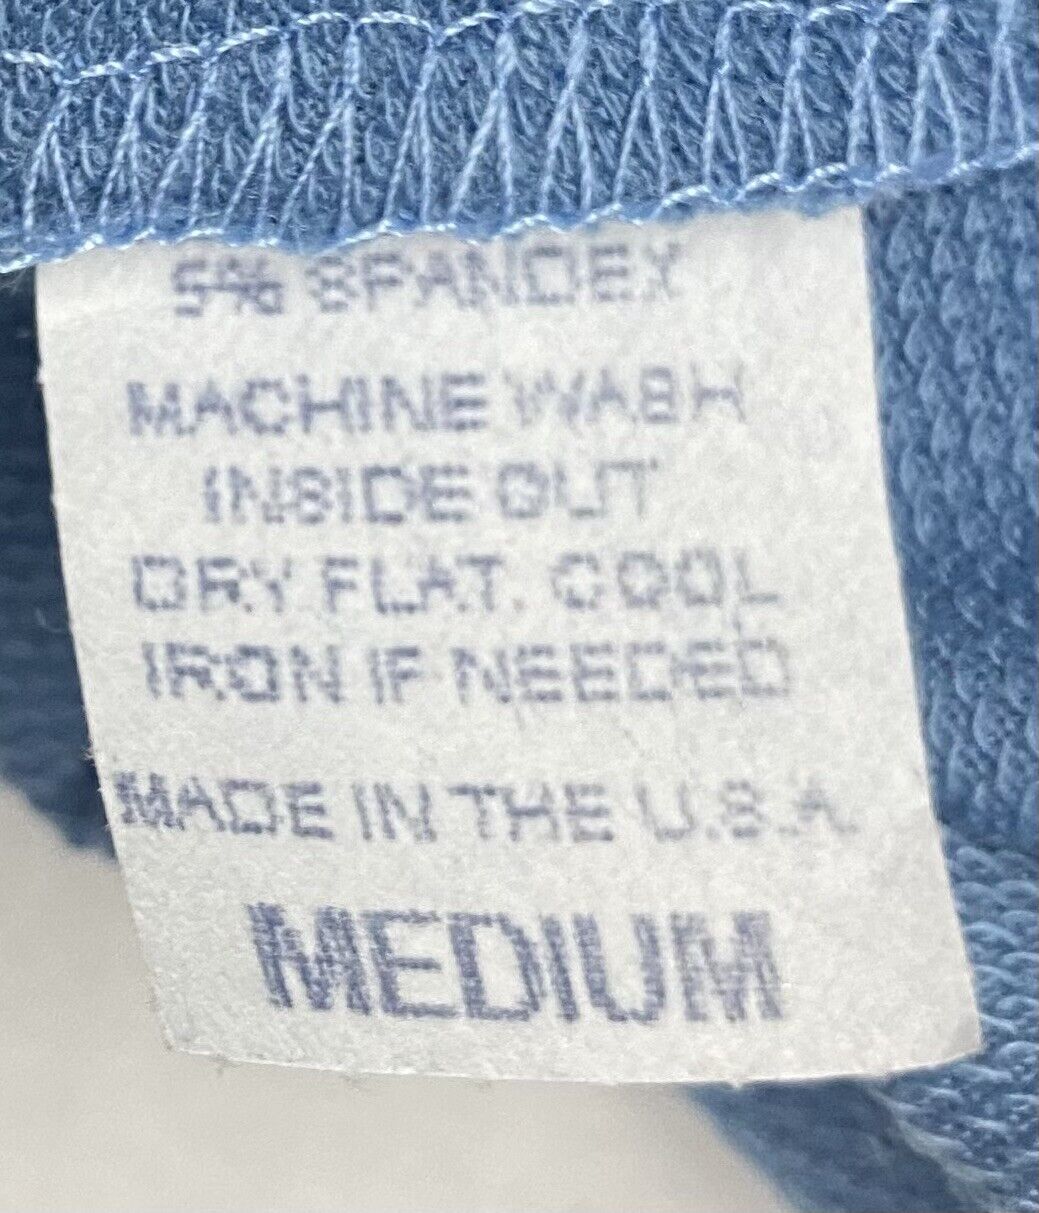 5% SPANDEX
MACHINE WASH
INSIDE OUT
DRY FLAT. COOL
IRON IF NEEDED
MADE IN THE U.S.A.
MEDIUM